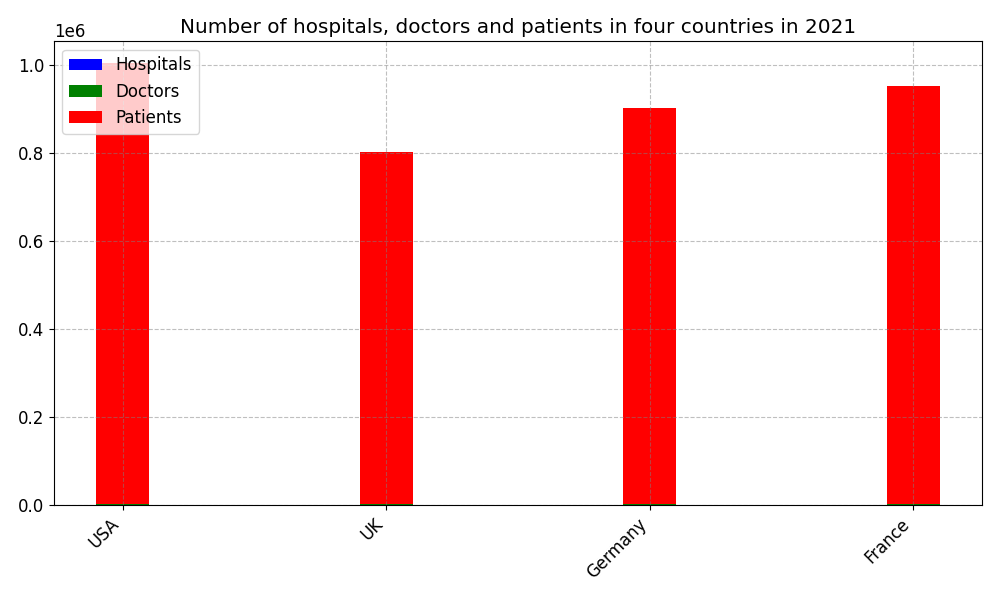 Number of hospitals, doctors and patients in four countries in 2021
1e6
Hospitals
Doctors
Patients
1.0
0.8
0.6
0.4
0.2
0.0
USA
UK
Germany
France